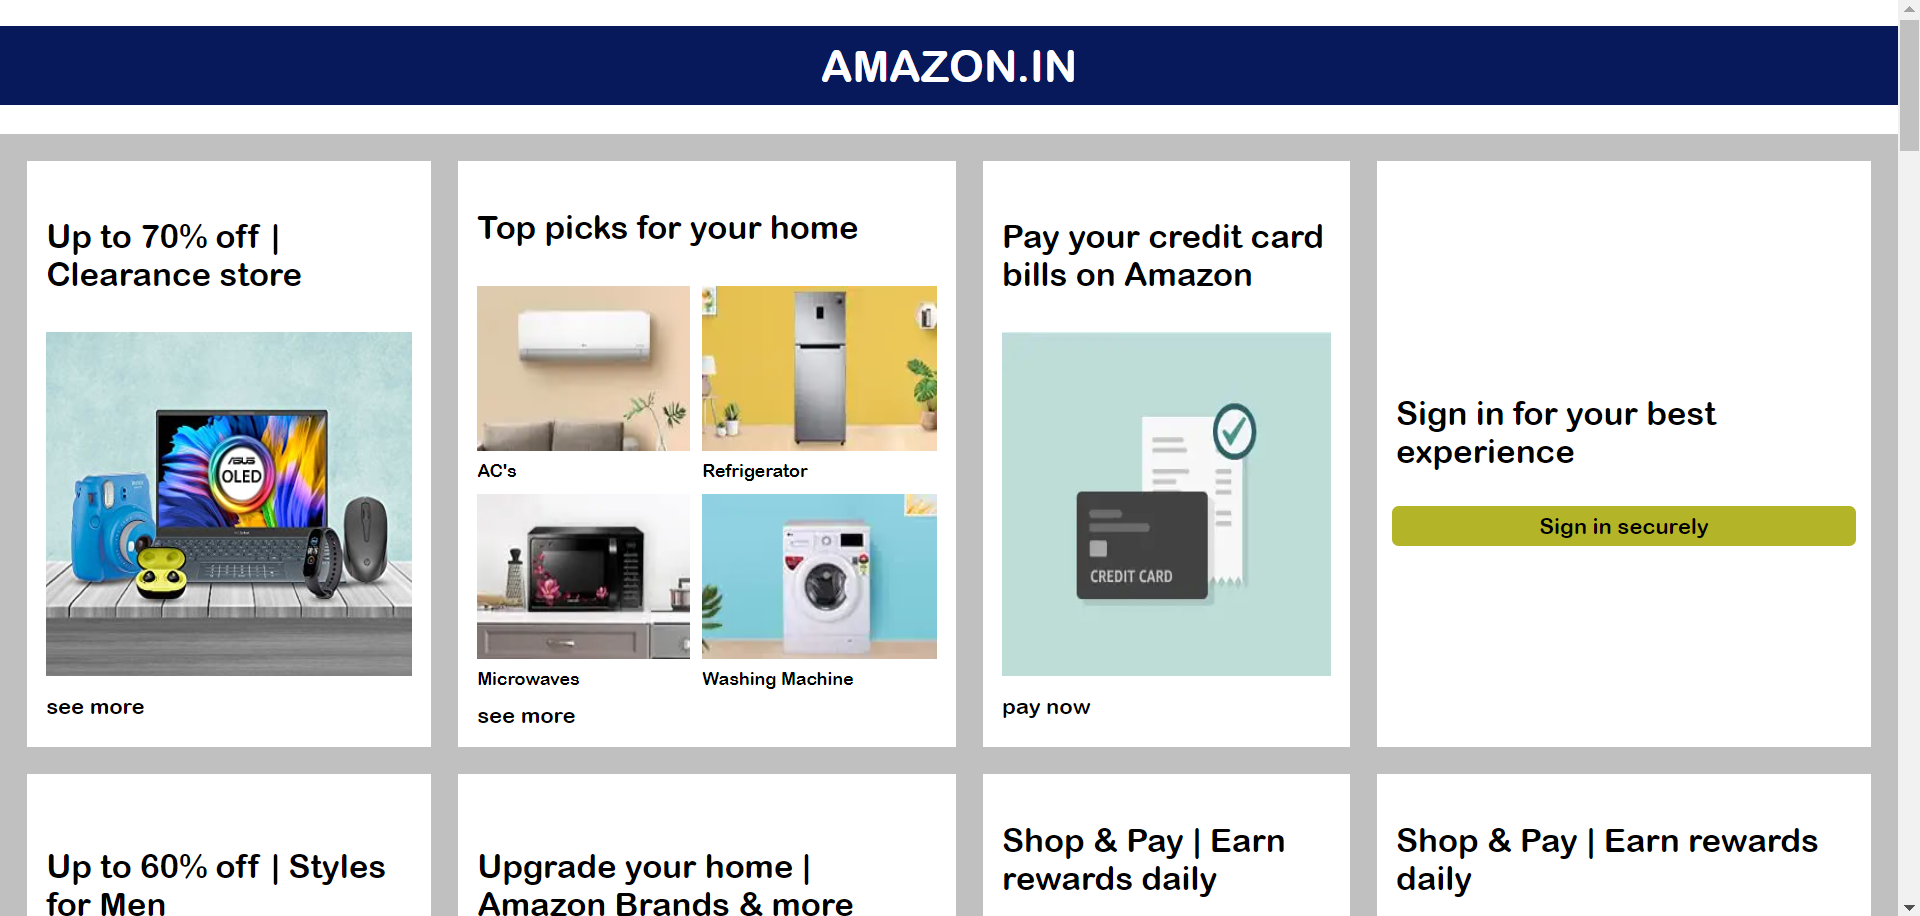 AMAZON.IN
Up to 70% off |
Clearance store
ASUS
OLED
see more
Top picks for your home
AC's
Refrigerator
Microwaves
Washing Machine
see more
Pay your credit card
bills on Amazon
CREDIT CARD
pay now
Sign in for your best
experience
Sign in securely
Up to 60% off | Styles
for Men
Upgrade your home |
Amazon Brands & more
Shop & Pay | Earn
rewards daily
Shop & Pay | Earn rewards
daily